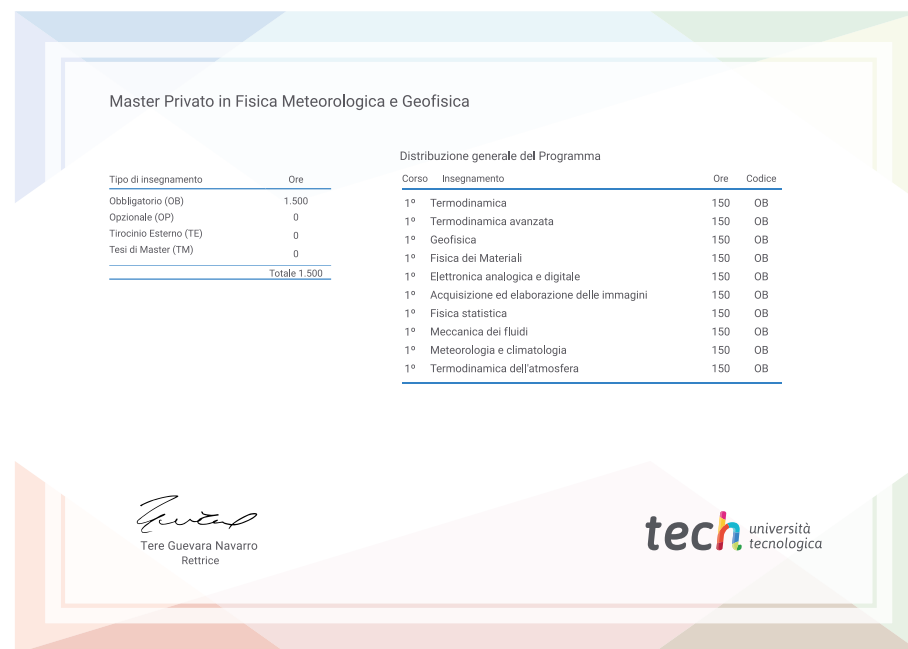 Master Privato in Fisica Meteorologica e Geofisica
Tipo di insegnamento Ore
Obbligatorio (OB) 1.500
Opzionale (OP) 0
Tirocinio Esterno (TE) 0
Tesi di Master (TM) 0
Totale 1.500
Distribuzione generale del Programma
Corso Insegnamento Ore Codice
1º Termodinamica 150 OB
1º Termodinamica avanzata 150 OB
1º Geofisica 150 OB
1º Fisica dei Materiali 150 OB
1º Elettronica analogica e digitale 150 OB
1º Acquisizione ed elaborazione delle immagini 150 OB
1º Fisica statistica 150 OB
1º Meccanica dei fluidi 150 OB
1º Meteorologia e climatologia 150 OB
1º Termodinamica dell'atmosfera 150 OB
Tere Guevara Navarro
Rettrice
tech università
tecnologica